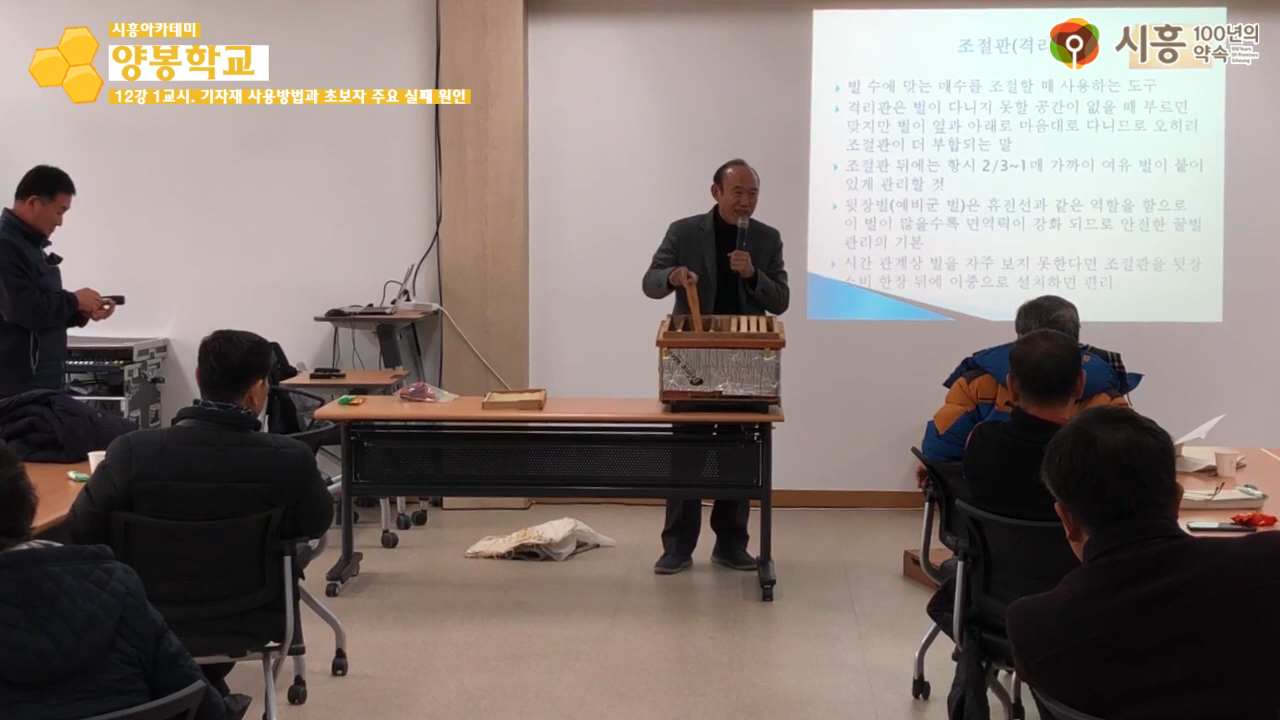 시흥아카데미
양봉학교
12강 1교시. 기자재 사용방법과 초보자 주요 실패 원인
시흥 100년의 약속
조절판(격리
벌 수에 맞는 매수를 조절할 때 사용하는 도구
격리판은 벌이 다니지 못할 공간이 없을 때 부르면
맞지만 벌이 옆과 아래로 마음대로 다니므로 오히려
조절판이 더 부합되는 말
조절판 뒤에는 항시 2/3~1매 가까이 여유 벌이 붙어
있게 관리할 것
뒷장벌(예비군 벌)은 휴전선과 같은 역할을 함으로
이 벌이 많을수록 면역력이 강화 되므로 안전한 꿀벌
관리의 기본
시간 관계상 벌을 자주 보지 못한다면 조절판을 뒷장
소비 한장 뒤에 이중으로 설치하면 편리